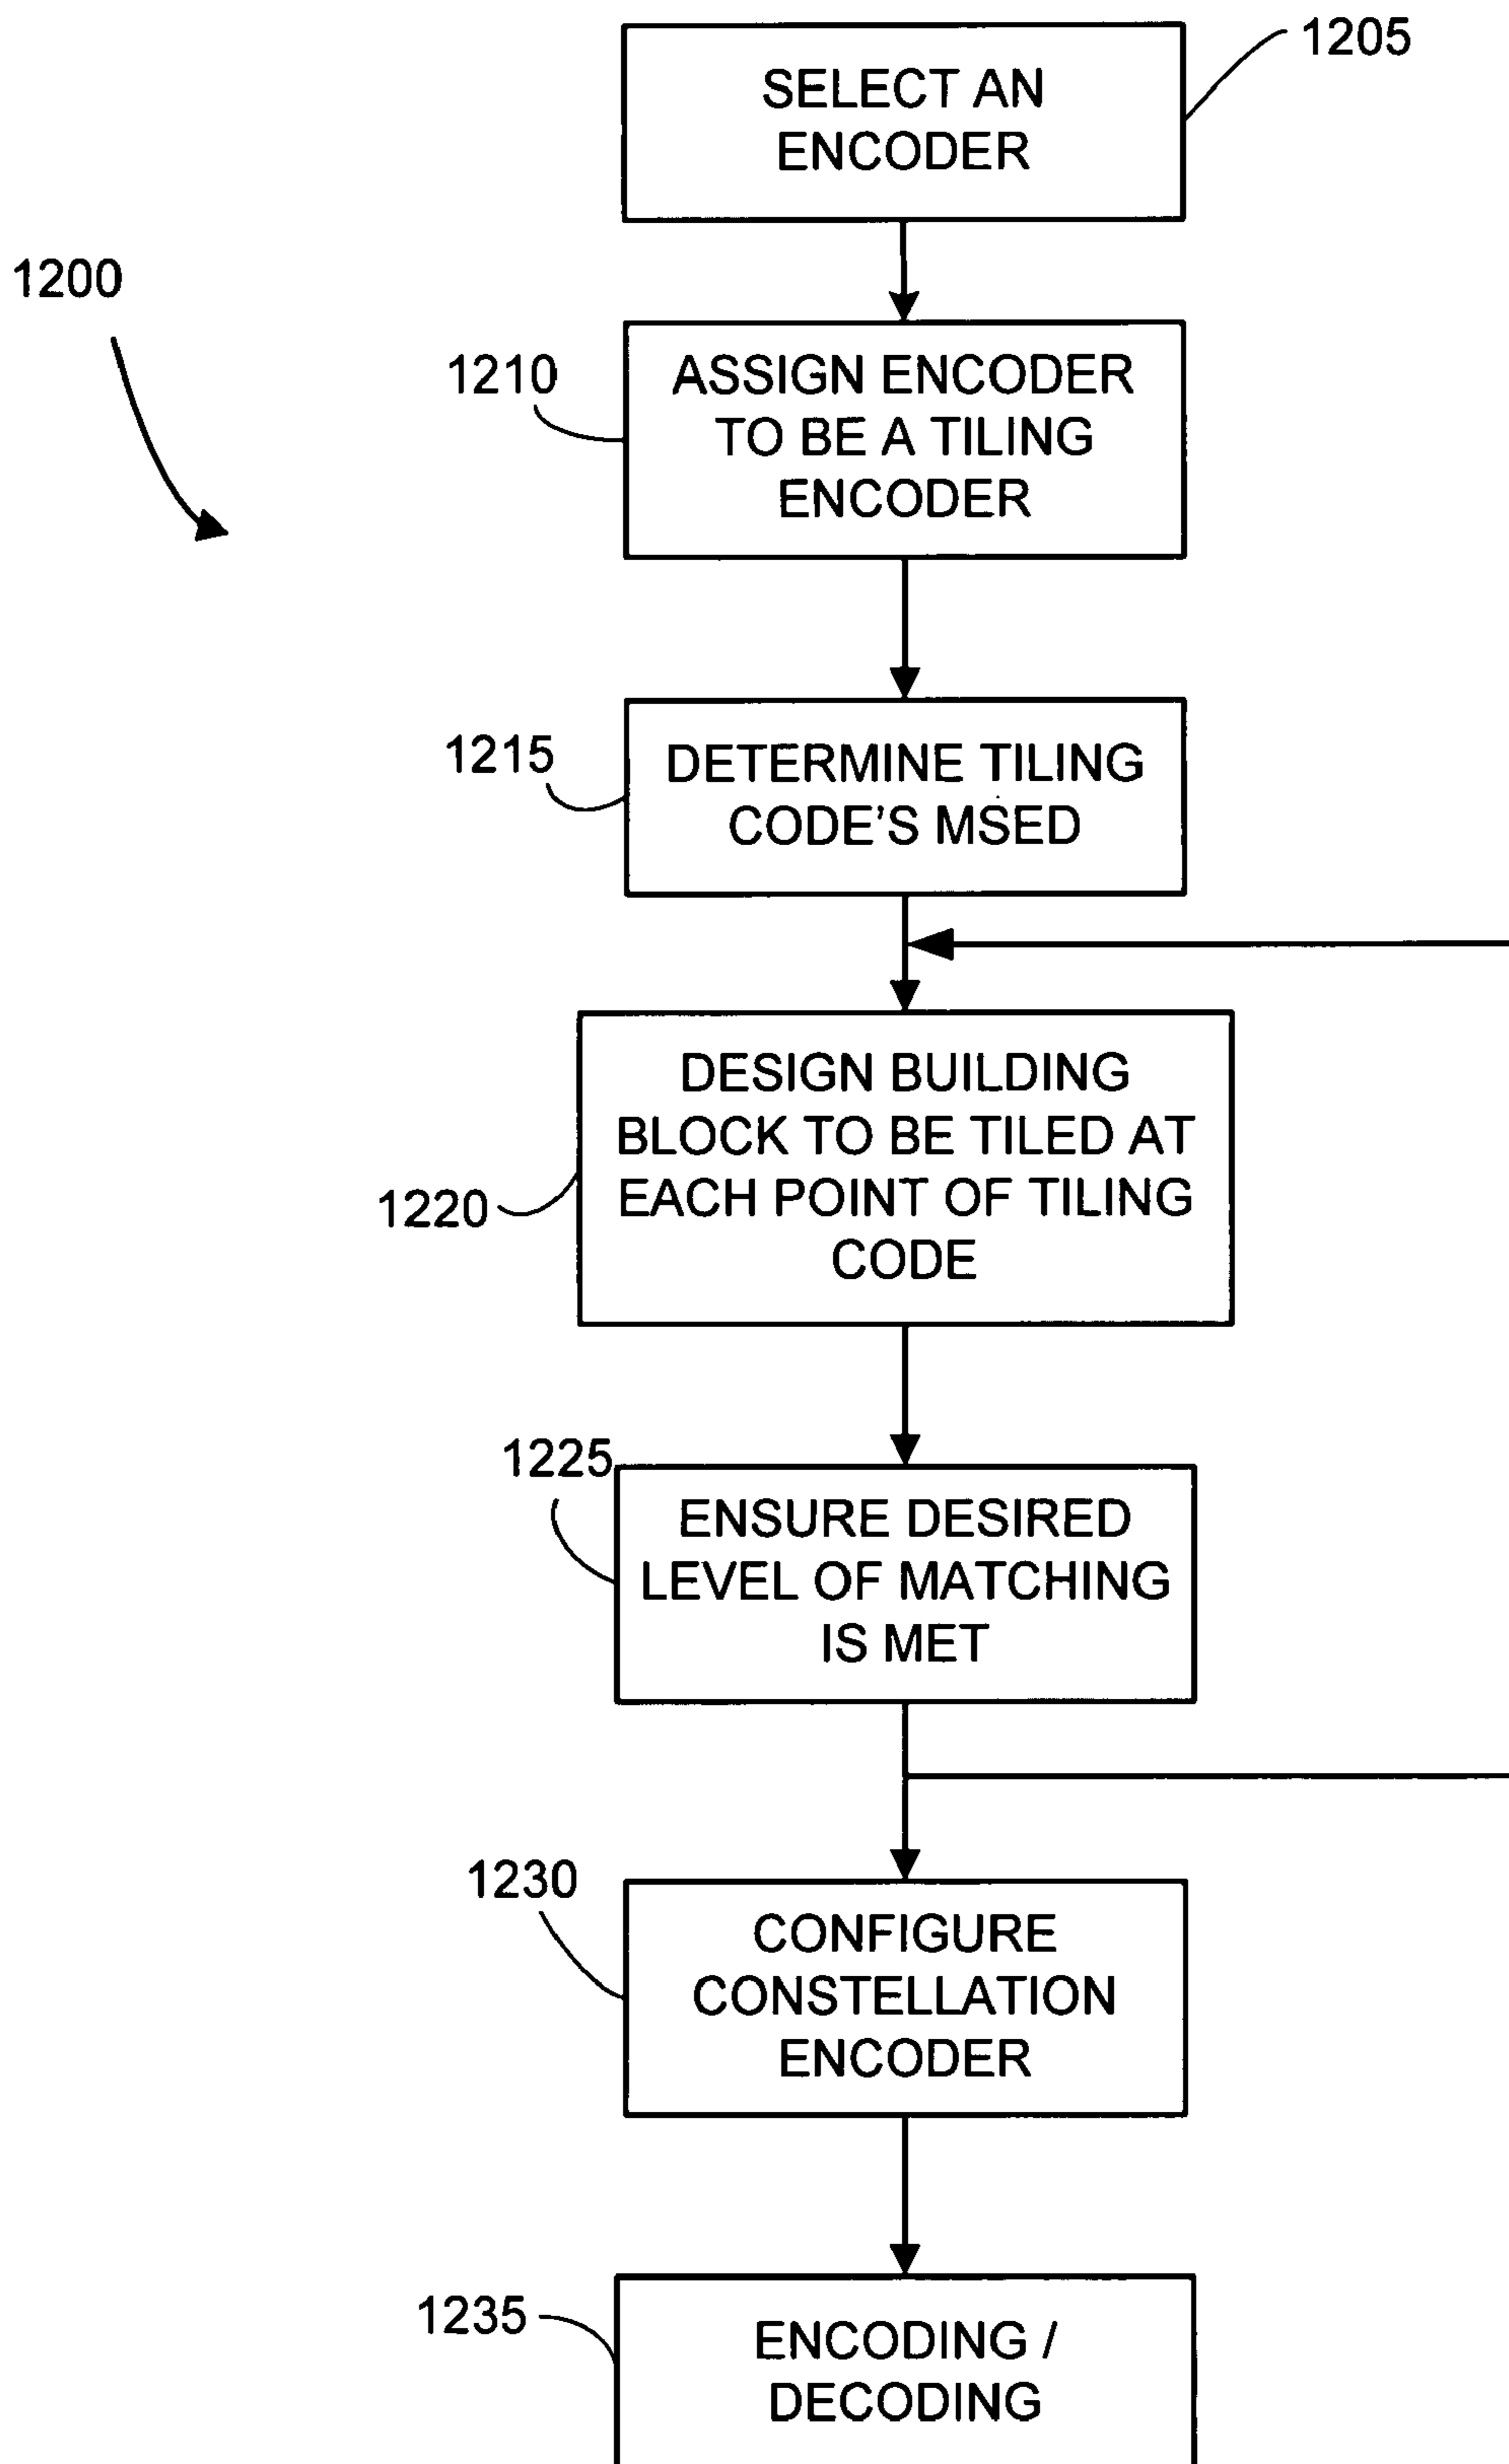 1205
SELECT AN
ENCODER
1200
1210
ASSIGN ENCODER
TO BE A TILING
ENCODER
1215
DETERMINE TILING
CODE'S MSED
DESIGN BUILDING
BLOCK TO BE TILED AT
EACH POINT OF TILING
CODE
1220
1225
ENSURE DESIRED
LEVEL OF MATCHING
IS MET
1230
CONFIGURE
CONSTELLATION
ENCODER
1235
ENCODING /
DECODING